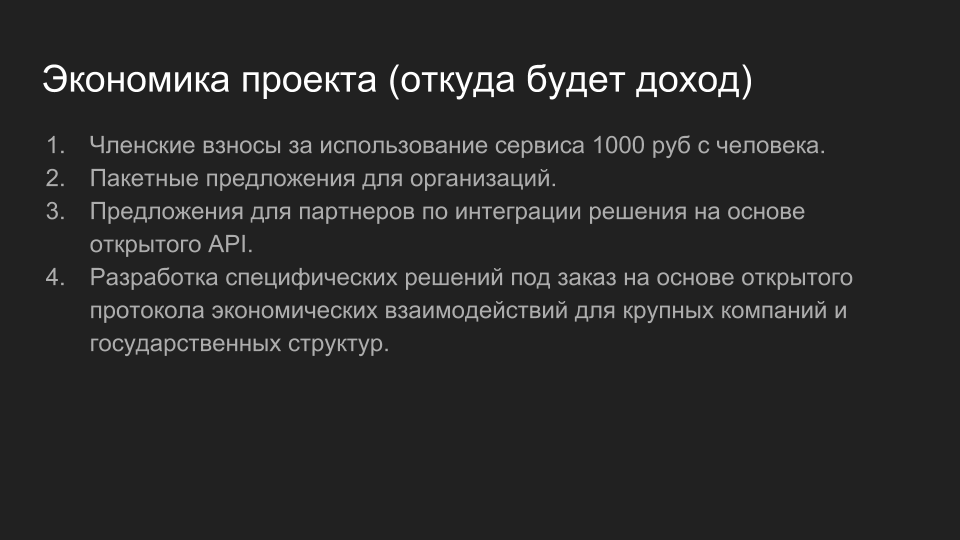 Экономика проекта (откуда будет доход)
1. Членские взносы за использование сервиса 1000 руб с человека.
2. Пакетные предложения для организаций.
3. Предложения для партнеров по интеграции решения на основе
открытого API.
4. Разработка специфических решений под заказ на основе открытого
протокола экономических взаимодействий для крупных компаний и
государственных структур.